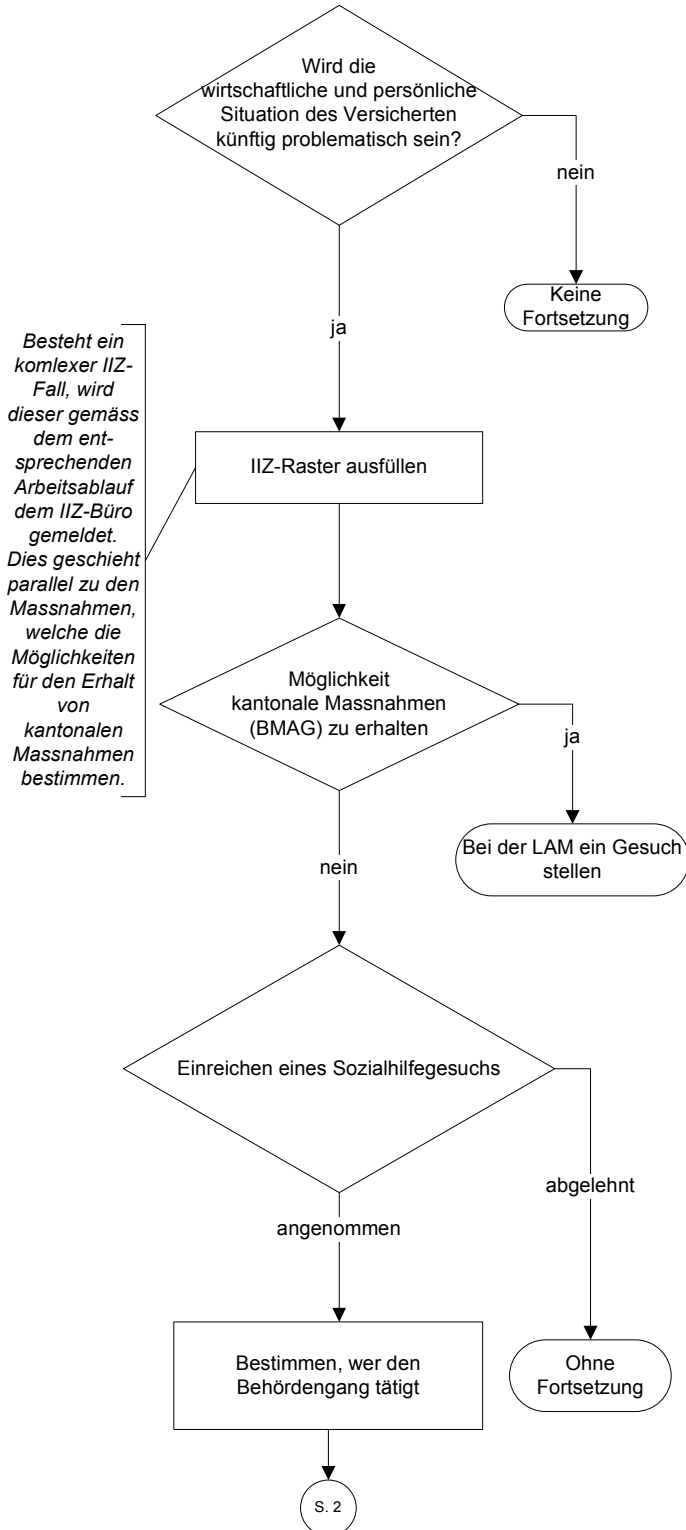 Wird die
wirtschaftliche und persönliche
Situation des Versicherten
künftig problematisch sein?
nein
Keine
Fortsetzung
ja
Besteht ein
komlexer IIZ-
Fall, wird
dieser gemäss
dem ent-
sprechenden
Arbeitsablauf
dem IIZ-Büro
gemeldet.
Dies geschieht
parallel zu den
Massnahmen,
welche die
Möglichkeiten
für den Erhalt
von
kantonalen
Massnahmen
bestimmen.
IIZ-Raster ausfüllen
Möglichkeit
kantonale Massnahmen
(BMAG) zu erhalten
ja
Bei der LAM ein Gesuch
stellen
nein
Einreichen eines Sozialhilfegesuchs
abgelehnt
angenommen
Bestimmen, wer den
Behördengang tätigt
Ohne
Fortsetzung
S. 2